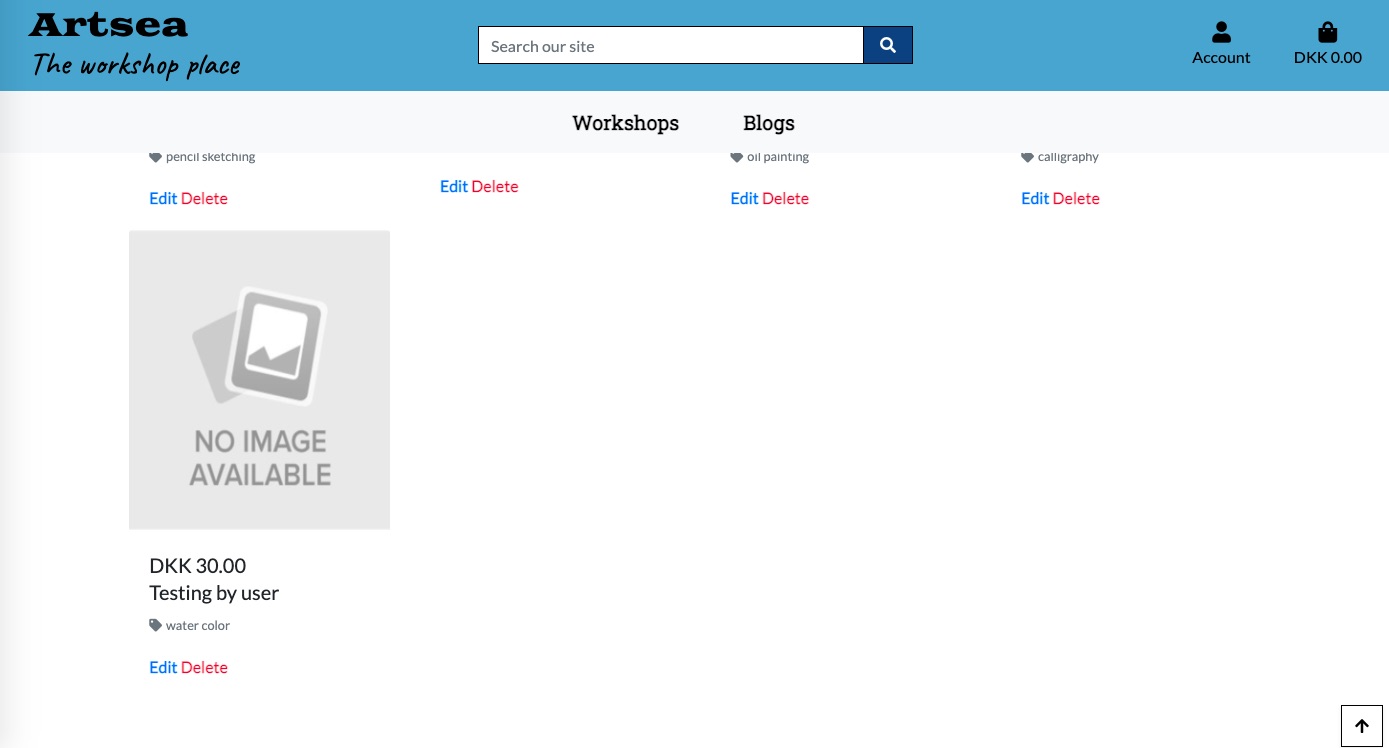 Artsea
The workshop place
Search our site
Account
DKK 0.00
Workshops
Blogs
pencil sketching
oil painting
calligraphy
Edit Delete
Edit Delete
Edit Delete
Edit Delete
NO IMAGE
AVAILABLE
DKK 30.00
Testing by user
water color
Edit Delete